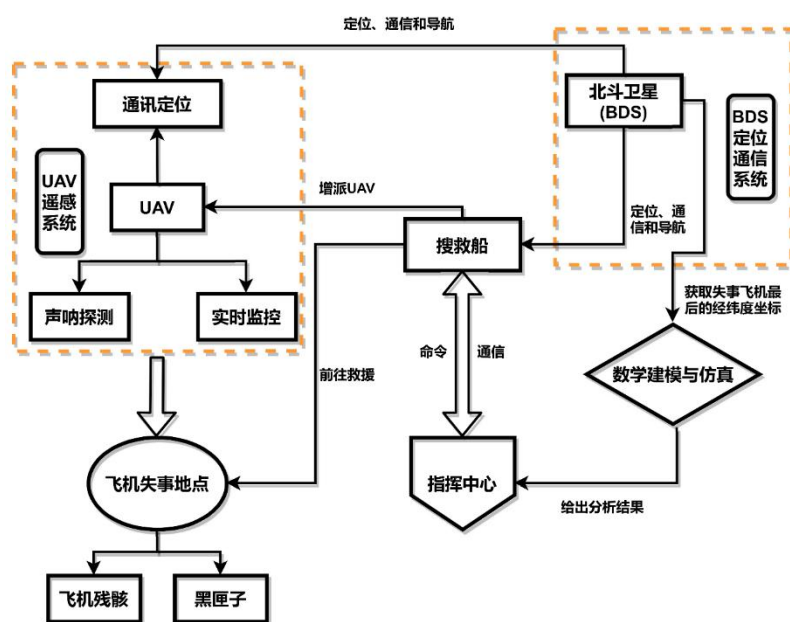 定位、通信和导航
通讯定位
北斗卫星
(BDS)
BDS
定位
通信
系统
UAV
遥感
系统
UAV
增派UAV
定位、通
信和导航
搜救船
声呐探测
实时监控
获取失事飞机最
后的经纬度坐标
前往救援
命令
通信
数学建模与仿真
飞机失事地点
指挥中心
给出分析结果
飞机残骸
黑匣子